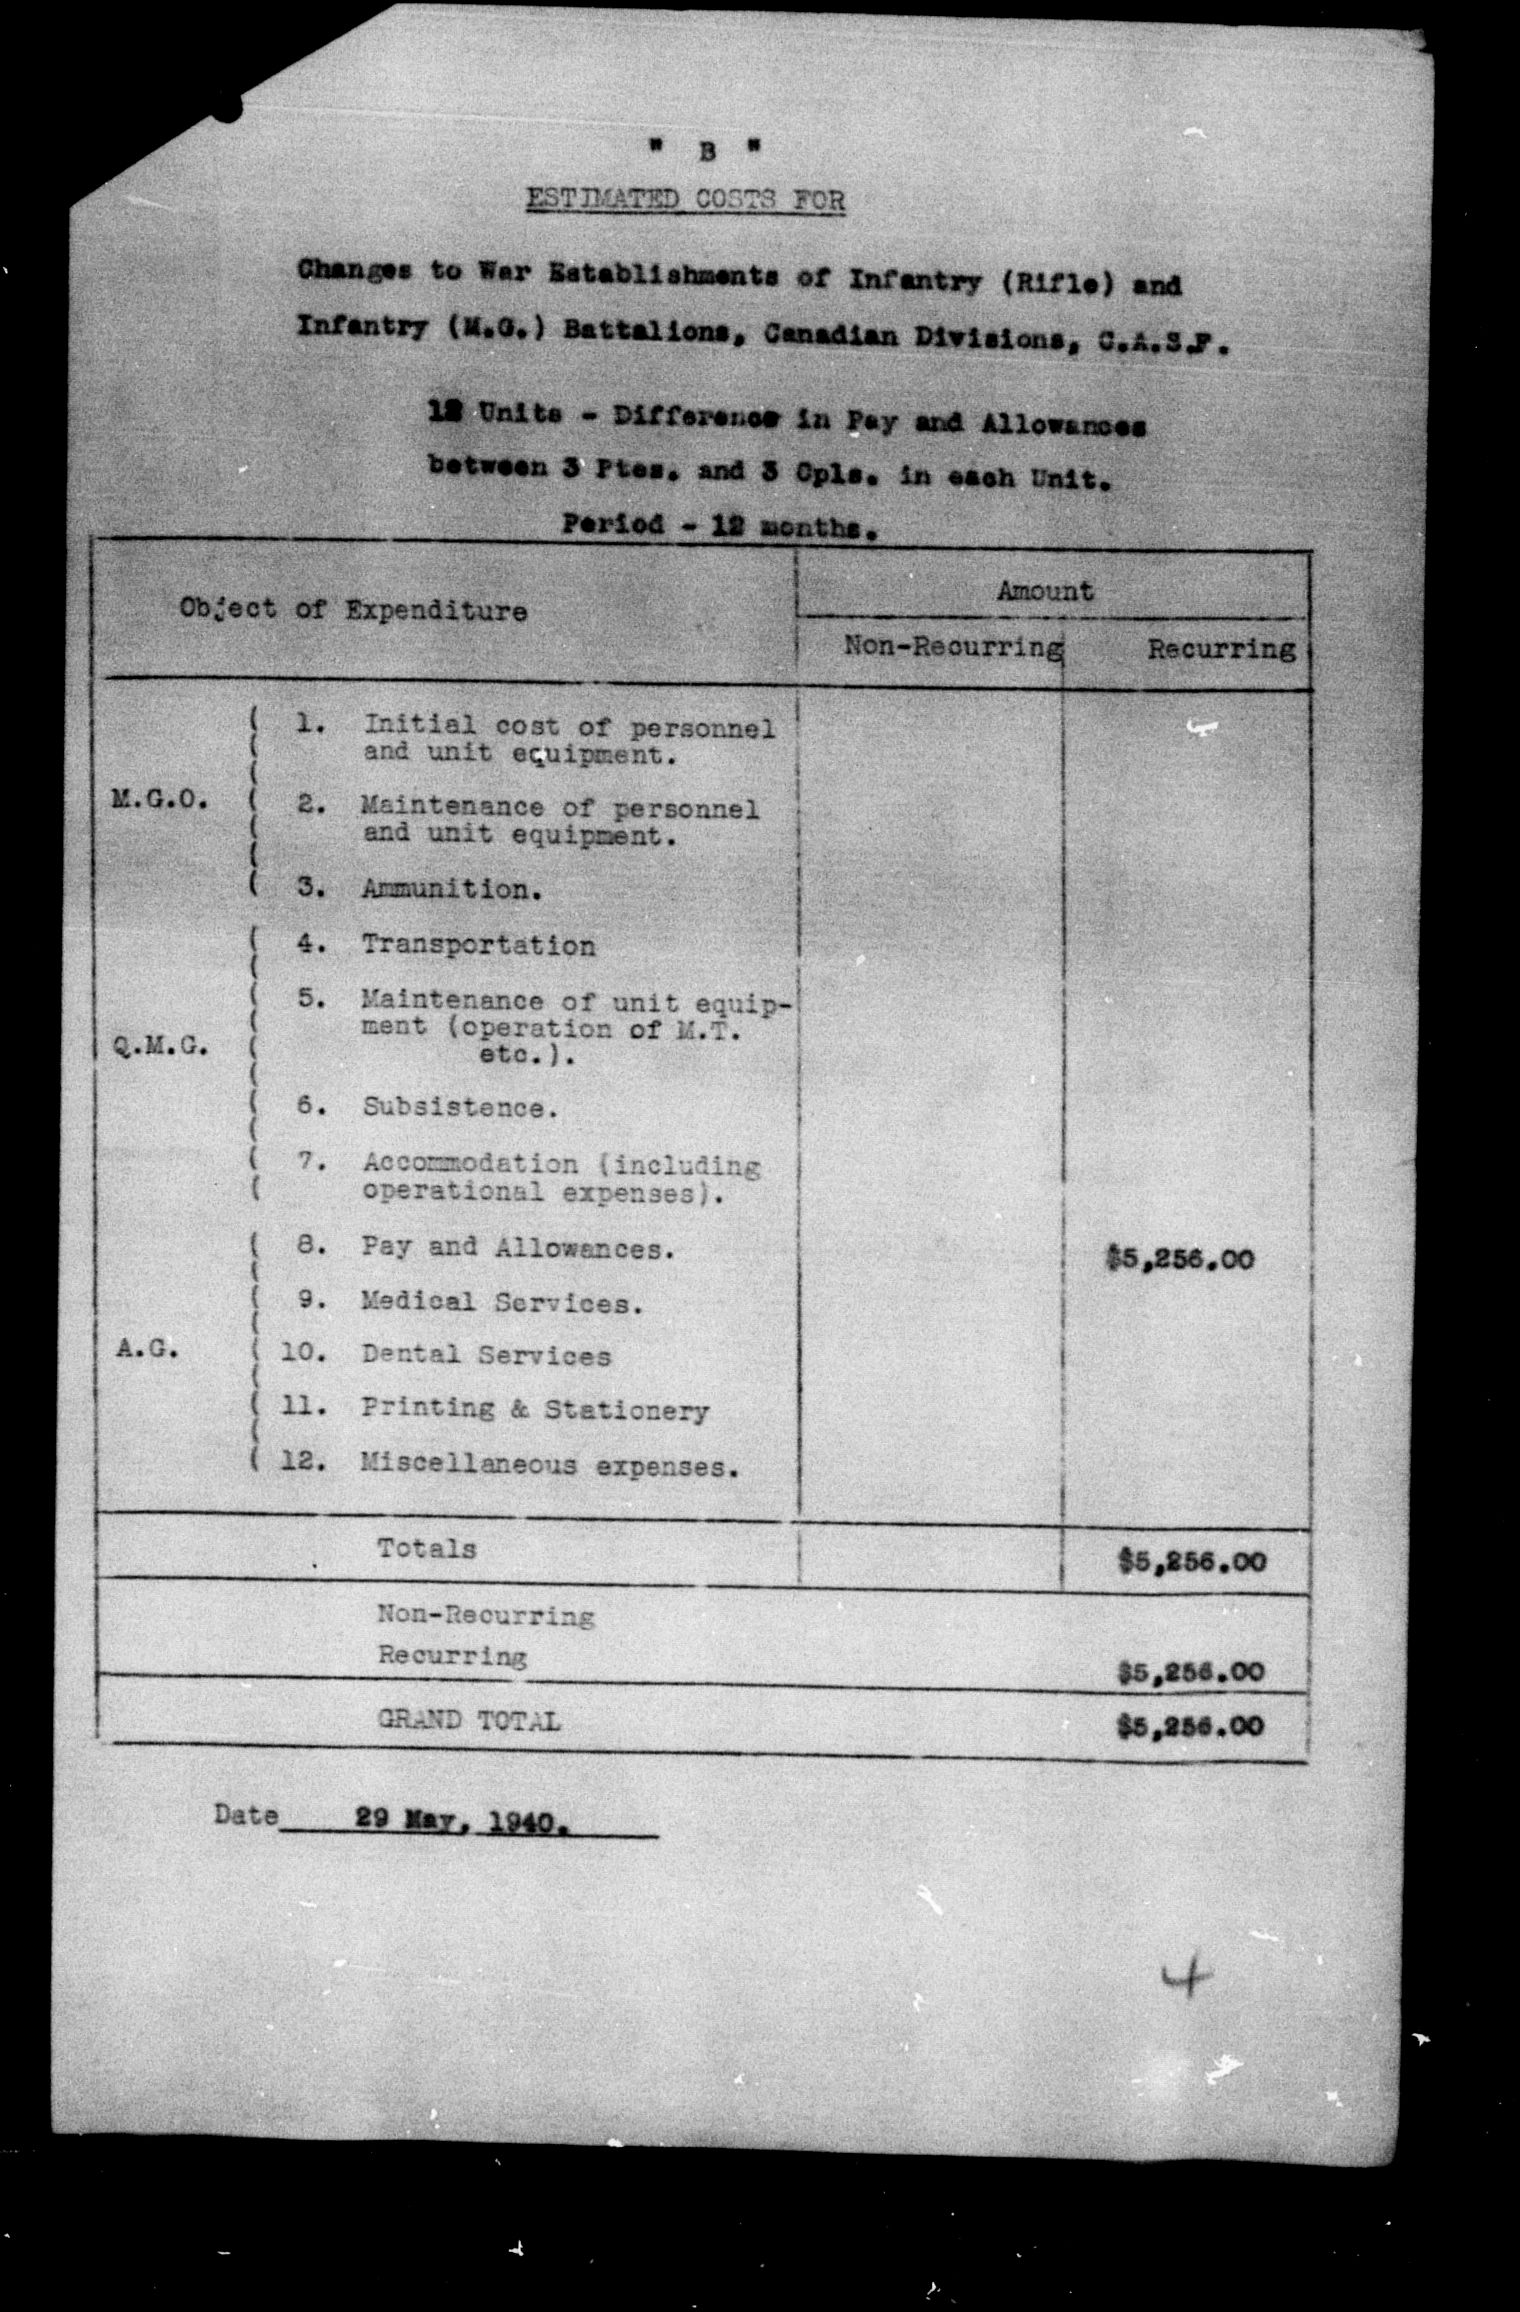 " B "
ESTIMATED COSTS FOR
Changes to War Establishments of Infantry (Rifle) and
Infantry (M.G.) Battalions, Canadian Divisions, C.A.S.F.
12 Units - Difference in Pay and Allowances
between 3 Ptes. and 3 Cpls. in each Unit.
Period - 12 months.
Object of Expenditure
Amount
Non-Recurring Recurring
1. Initial cost of personnel
and unit equipment.
M.G.O. 2. Maintenance of personnel
and unit equipment.
3. Ammunition.
4. Transportation
5. Maintenance of unit equip-
ment (operation of M.T.
Q.M.G. etc.).
6. Subsistence.
7. Accommodation (including
operational expenses).
8. Pay and Allowances. $5,256.00
9. Medical Services.
A.G. 10. Dental Services
11. Printing & Stationery
12. Miscellaneous expenses.
Totals $5,256.00
Non-Recurring
Recurring $5,256.00
GRAND TOTAL $5,256.00
Date 29 May, 1940.
4